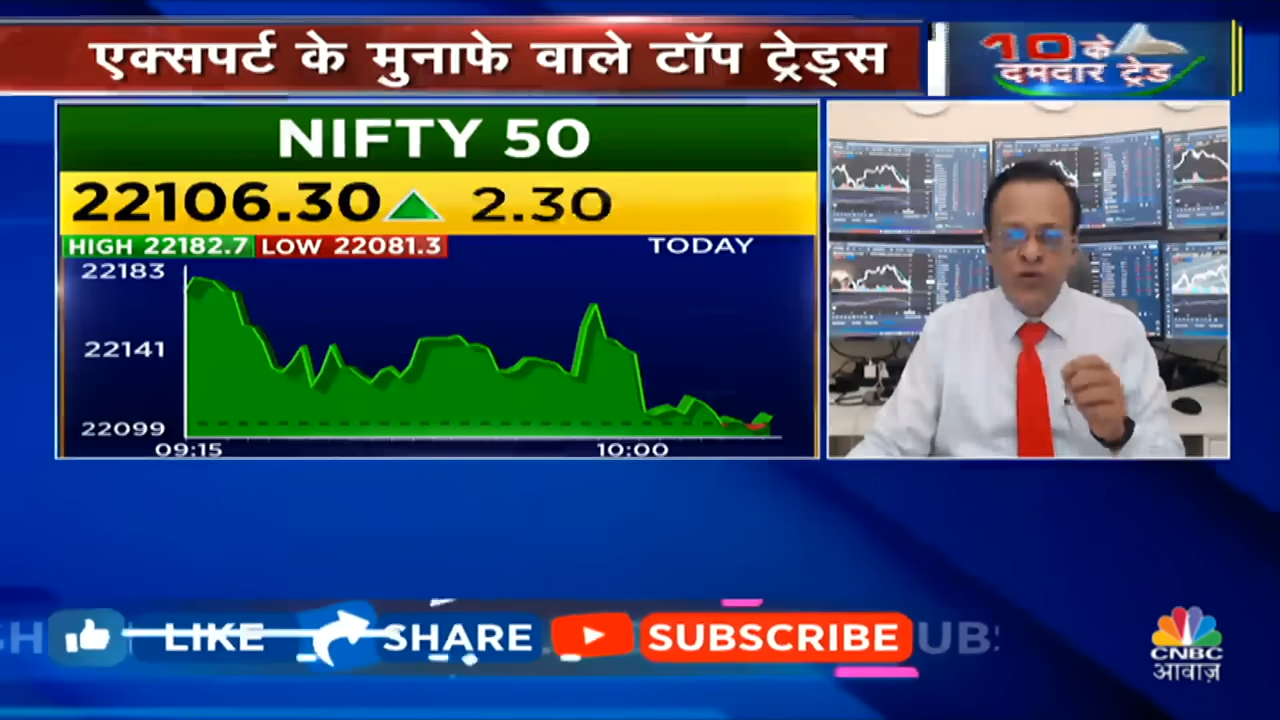 एक्सपर्ट के मुनाफे वाले टॉप ट्रेड्स
10 के
दमदार ट्रेड
NIFTY 50
22106.30 2.30
HIGH 22182.7 LOW 22081.3 TODAY
22183
22141
22099
09:15 10:00
LIKE SHARE SUBSCRIBE
CNBC
आवाज़